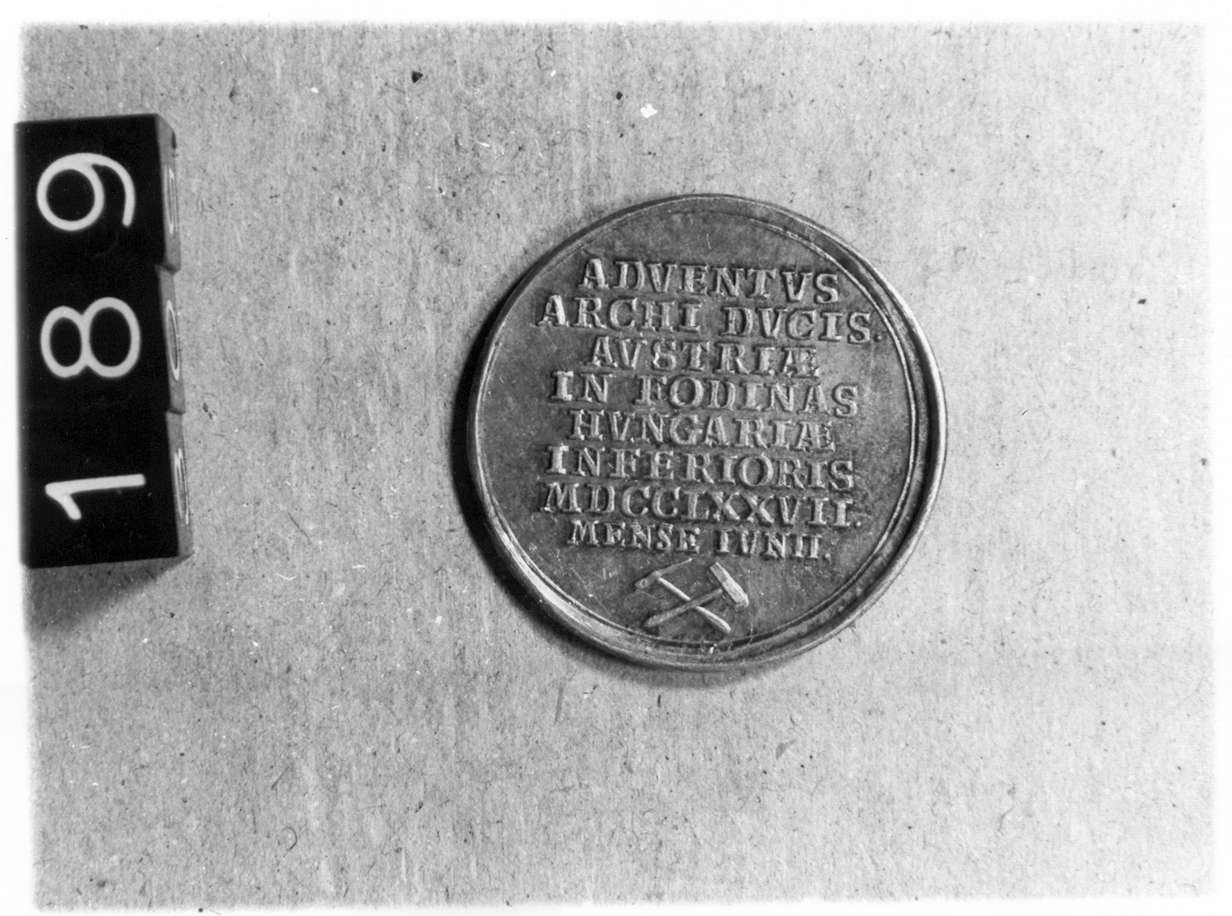 189
ADVENTVS
ARCHI DVCIS.
AVSTRIÆ
IN FODINAS
HVNGARIÆ
INFERIORIS
MDCCLXXVII.
MENSE IVNII.